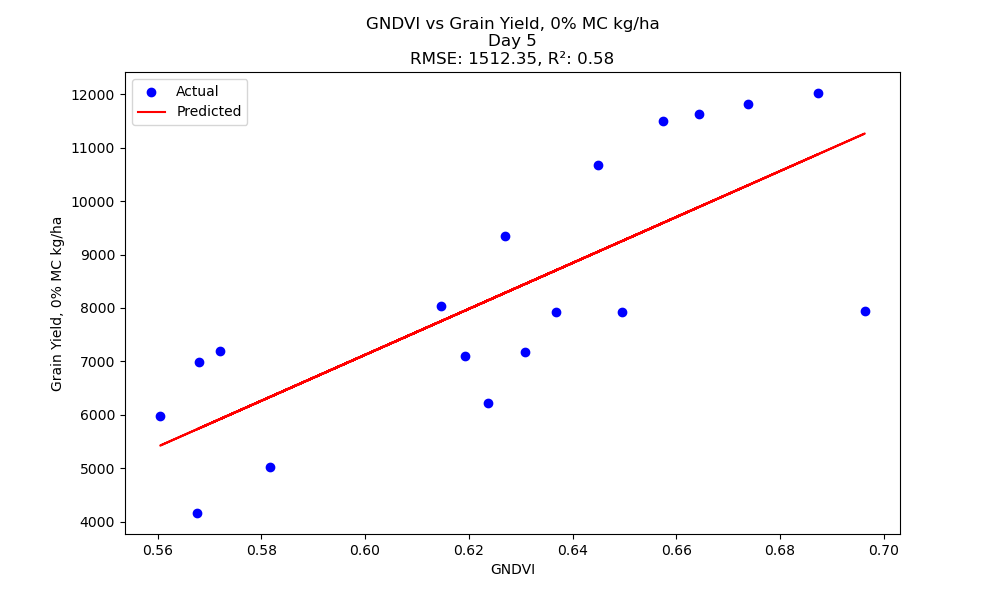 GNDVI vs Grain Yield, 0% MC kg/ha
Day 5
RMSE: 1512.35, R²: 0.58
Actual
Predicted
Grain Yield, 0% MC kg/ha
12000
11000
10000
9000
8000
7000
6000
5000
4000
0.56 0.58 0.60 0.62 0.64 0.66 0.68 0.70
GNDVI